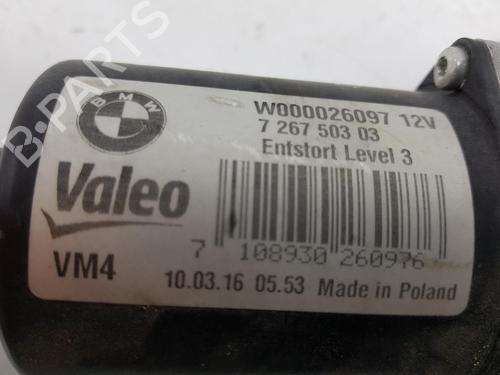 BMW
W000026097 12V
7 267 503 03
Entstort Level 3
Valeo
7 108930 260976
VM4
10.03.16 05.53 Made in Poland
B-PARTS